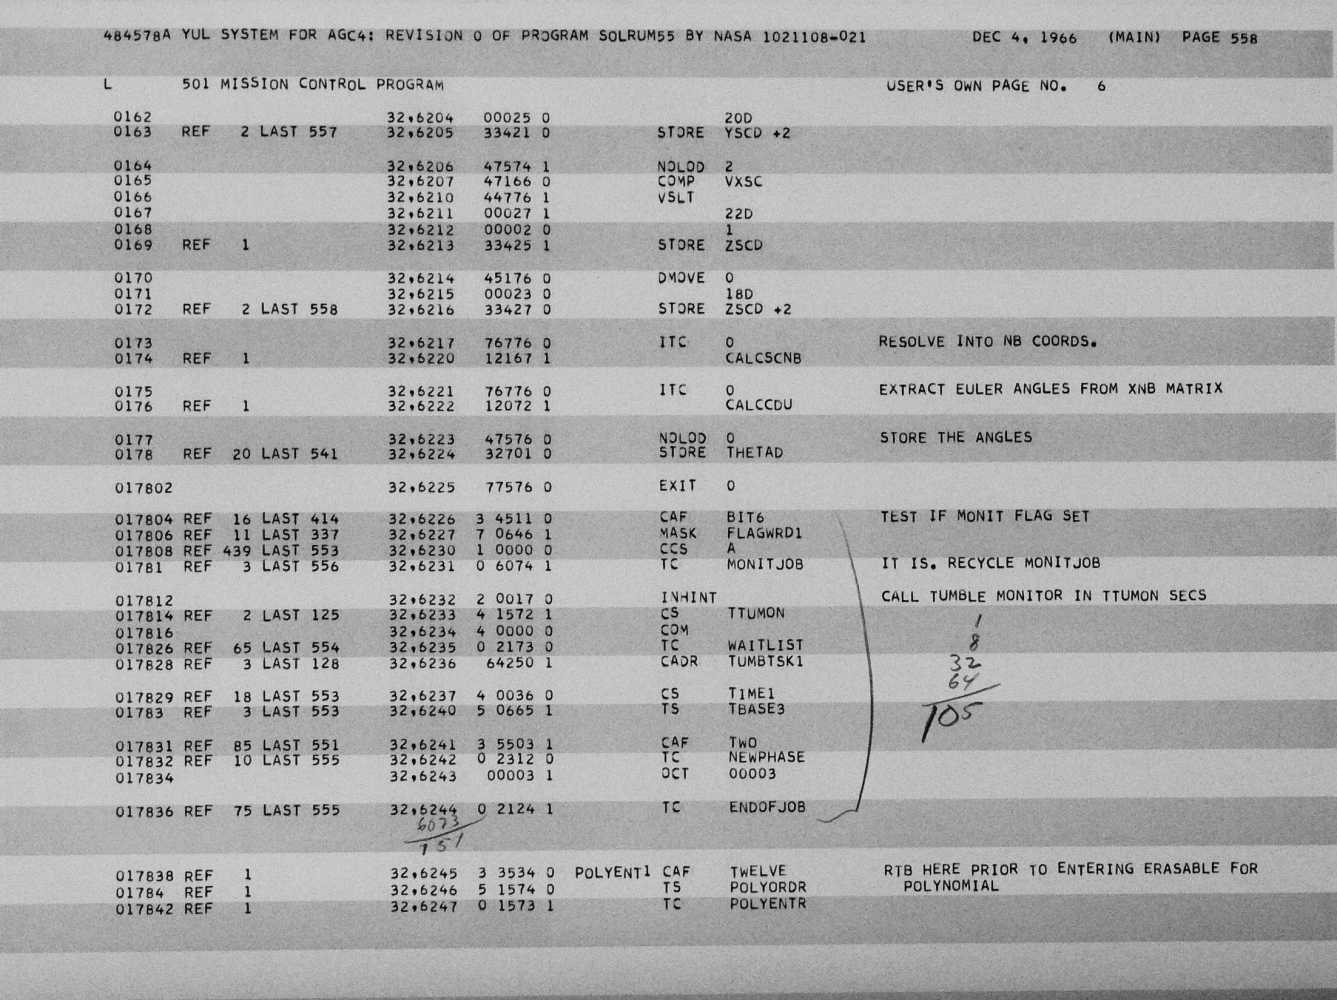 484578A YUL SYSTEM FOR AGC4: REVISION 0 OF PROGRAM SOLRUM55 BY NASA 1021108-021 DEC 4, 1966 (MAIN) PAGE 558
L 501 MISSION CONTROL PROGRAM USER'S OWN PAGE NO. 6
0162 32,6204 00025 0 20D
0163 REF 2 LAST 557 32,6205 33421 0 STORE YSCD +2
0164 32,6206 47574 1 NOLOD 2
0165 32,6207 47166 0 COMP VXSC
0166 32,6210 44776 1 VSLT
0167 32,6211 00027 1 22D
0168 32,6212 00002 0 1
0169 REF 1 32,6213 33425 1 STORE ZSCD
0170 32,6214 45176 0 DMOVE 0
0171 32,6215 00023 0 18D
0172 REF 2 LAST 558 32,6216 33427 0 STORE ZSCD +2
0173 32,6217 76776 0 ITC 0 RESOLVE INTO NB COORDS.
0174 REF 1 32,6220 12167 1 CALCSCNB
0175 32,6221 76776 0 ITC 0 EXTRACT EULER ANGLES FROM XNB MATRIX
0176 REF 1 32,6222 12072 1 CALCCDU
0177 32,6223 47576 0 NOLOD 0 STORE THE ANGLES
0178 REF 20 LAST 541 32,6224 32701 0 STORE THETAD
017802 32,6225 77576 0 EXIT 0
017804 REF 16 LAST 414 32,6226 3 4511 0 CAF BIT6 TEST IF MONIT FLAG SET
017806 REF 11 LAST 337 32,6227 7 0646 1 MASK FLAGWRD1
017808 REF 439 LAST 553 32,6230 1 0000 0 CCS A
01781 REF 3 LAST 556 32,6231 0 6074 1 TC MONITJOB IT IS. RECYCLE MONITJOB
017812 32,6232 2 0017 0 INHINT CALL TUMBLE MONITOR IN TTUMON SECS
017814 REF 2 LAST 125 32,6233 4 1572 1 CS TTUMON 1
017816 32,6234 4 0000 0 COM
017826 REF 65 LAST 554 32,6235 0 2173 0 TC WAITLIST 8
017828 REF 3 LAST 128 32,6236 64250 1 CADR TUMBTSK1 32
64
017829 REF 18 LAST 553 32,6237 4 0036 0 CS TIME1
01783 REF 3 LAST 553 32,6240 5 0665 1 TS TBASE3 105
017831 REF 85 LAST 551 32,6241 3 5503 1 CAF TWO
017832 REF 10 LAST 555 32,6242 0 2312 0 TC NEWPHASE
017834 32,6243 00003 1 OCT 00003
017836 REF 75 LAST 555 32,6244 0 2124 1 TC ENDOFJOB
6073
151
017838 REF 1 32,6245 3 3534 0 POLYENT1 CAF TWELVE RTB HERE PRIOR TO ENTERING ERASABLE FOR
01784 REF 1 32,6246 5 1574 0 TS POLYORDR POLYNOMIAL
017842 REF 1 32,6247 0 1573 1 TC POLYENTR